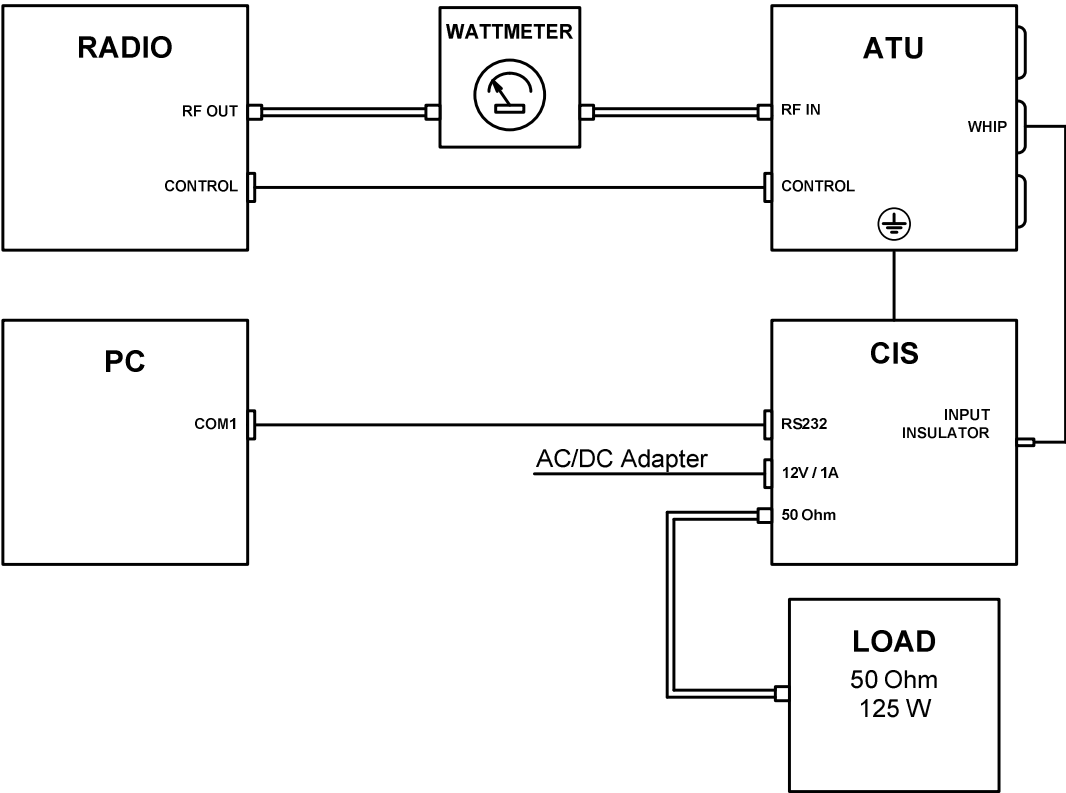 RADIO
RF OUT
CONTROL
WATTMETER
ATU
RF IN
WHIP
CONTROL
PC
COM1
CIS
INPUT
INSULATOR
RS232
AC/DC Adapter
12V / 1A
50 Ohm
LOAD
50 Ohm
125 W